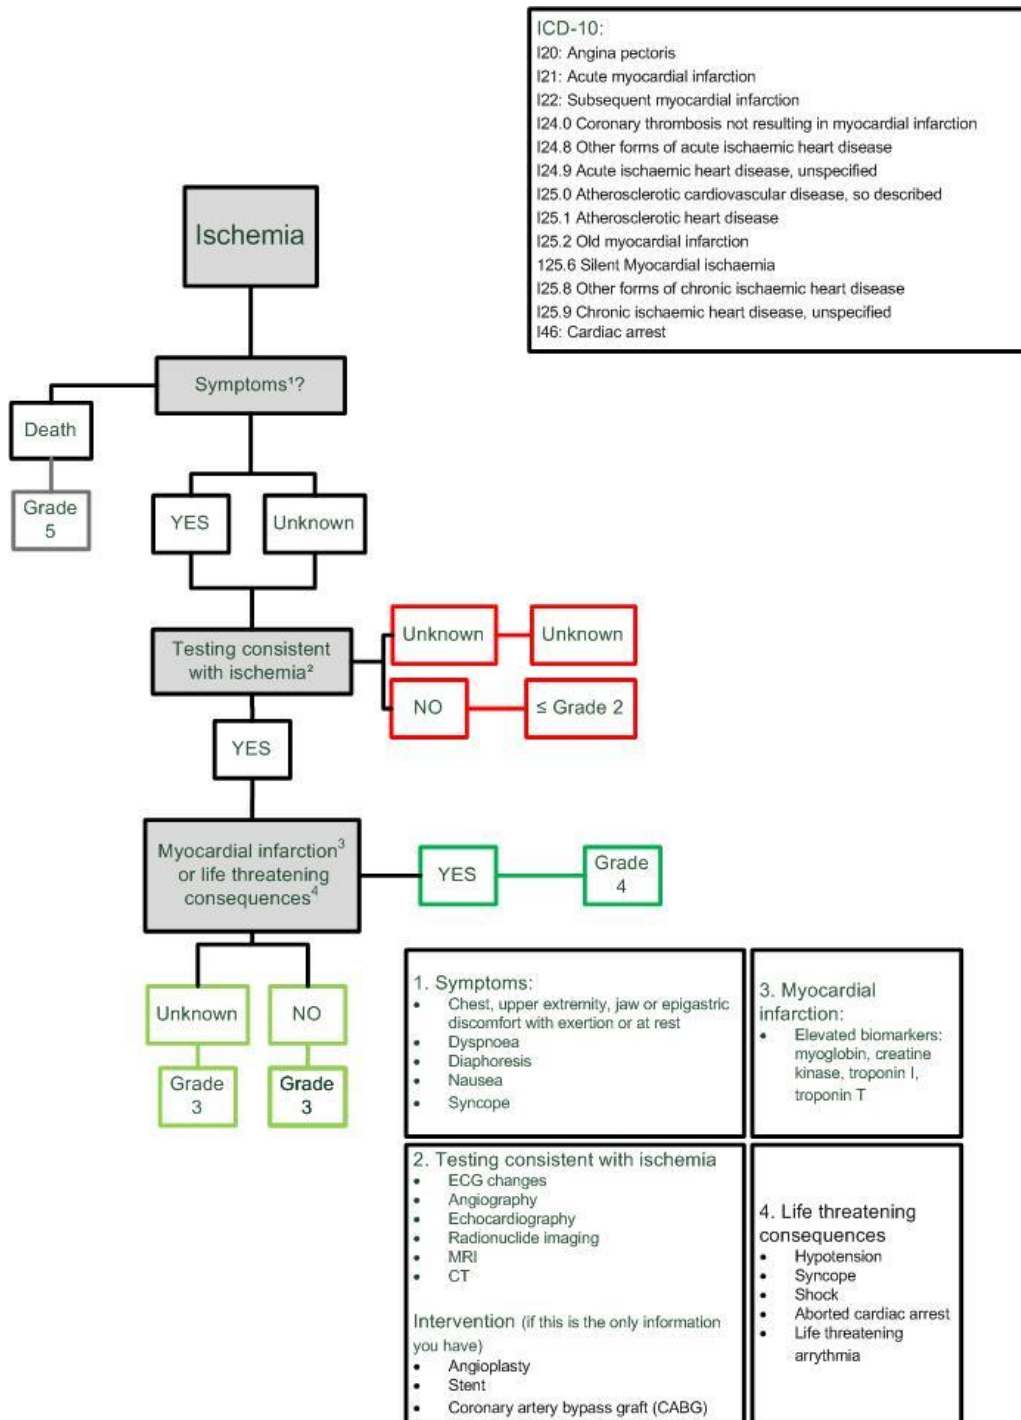 ICD-10:
I20: Angina pectoris
I21: Acute myocardial infarction
I22: Subsequent myocardial infarction
I24.0 Coronary thrombosis not resulting in myocardial infarction
I24.8 Other forms of acute ischaemic heart disease
I24.9 Acute ischaemic heart disease, unspecified
I25.0 Atherosclerotic cardiovascular disease, so described
I25.1 Atherosclerotic heart disease
I25.2 Old myocardial infarction
125.6 Silent Myocardial ischaemia
I25.8 Other forms of chronic ischaemic heart disease
I25.9 Chronic ischaemic heart disease, unspecified
I46: Cardiac arrest
Ischemia
Symptoms¹?
Death
Grade
5
YES
Unknown
Testing consistent
with ischemia²
Unknown
Unknown
NO
≤ Grade 2
YES
Myocardial infarction³
or life threatening
consequences⁴
YES
Grade
4
Unknown
NO
Grade
3
Grade
3
1. Symptoms:
• Chest, upper extremity, jaw or epigastric
discomfort with exertion or at rest
• Dyspnoea
• Diaphoresis
• Nausea
• Syncope
3. Myocardial
infarction:
• Elevated biomarkers:
myoglobin, creatine
kinase, troponin I,
troponin T
2. Testing consistent with ischemia
• ECG changes
• Angiography
• Echocardiography
• Radionuclide imaging
• MRI
• CT
Intervention (if this is the only information
you have)
• Angioplasty
• Stent
• Coronary artery bypass graft (CABG)
4. Life threatening
consequences
• Hypotension
• Syncope
• Shock
• Aborted cardiac arrest
• Life threatening
arrythmia